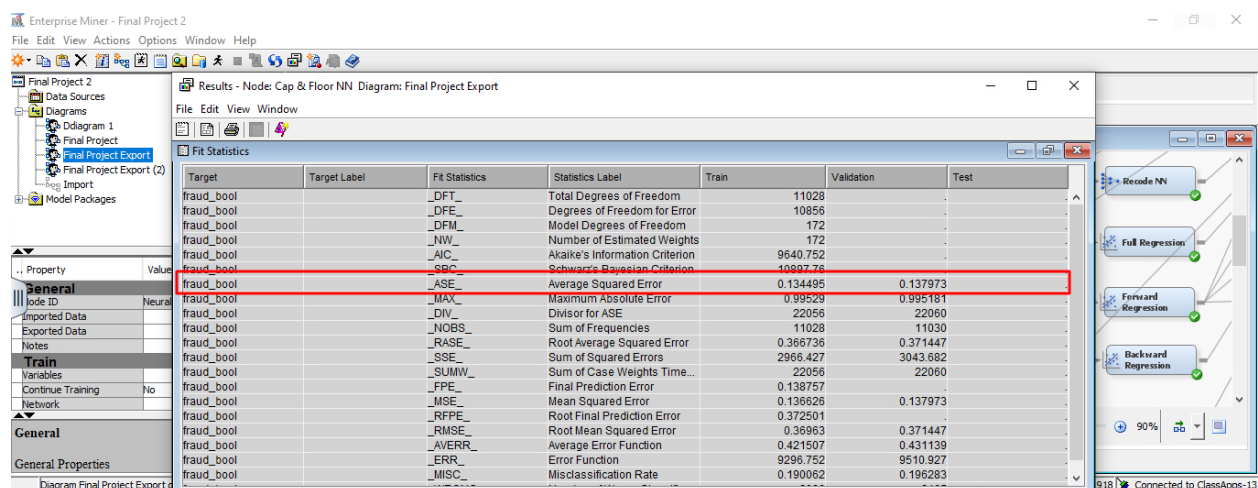 Enterprise Miner - Final Project 2
File Edit View Actions Options Window Help
Final Project 2
Data Sources
Diagrams
Ddiagram 1
Final Project
Final Project Export
Final Project Export (2)
Import
Model Packages
.. Property Value
General
Node ID Neural
Imported Data
Exported Data
Notes
Train
Variables
Continue Training No
Network
General
General Properties
Diagram Final Project Export
Results - Node: Cap & Floor NN Diagram: Final Project Export
File Edit View Window
Fit Statistics
Target Target Label Fit Statistics Statistics Label Train Validation Test
fraud_bool _DFT_ Total Degrees of Freedom 11028 . .
fraud_bool _DFE_ Degrees of Freedom for Error 10856 . .
fraud_bool _DFM_ Model Degrees of Freedom 172 . .
fraud_bool _NW_ Number of Estimated Weights 172 . .
fraud_bool _AIC_ Akaike's Information Criterion 9640.752 . .
fraud_bool _SBC_ Schwarz's Bayesian Criterion 10897.76 . .
fraud_bool _ASE_ Average Squared Error 0.134495 0.137973 .
fraud_bool _MAX_ Maximum Absolute Error 0.99529 0.995181 .
fraud_bool _DIV_ Divisor for ASE 22056 22060 .
fraud_bool _NOBS_ Sum of Frequencies 11028 11030 .
fraud_bool _RASE_ Root Average Squared Error 0.366736 0.371447 .
fraud_bool _SSE_ Sum of Squared Errors 2966.427 3043.682 .
fraud_bool _SUMW_ Sum of Case Weights Time... 22056 22060 .
fraud_bool _FPE_ Final Prediction Error 0.138757 . .
fraud_bool _MSE_ Mean Squared Error 0.136626 0.137973 .
fraud_bool _RFPE_ Root Final Prediction Error 0.372501 . .
fraud_bool _RMSE_ Root Mean Squared Error 0.36963 0.371447 .
fraud_bool _AVERR_ Average Error Function 0.421507 0.431139 .
fraud_bool _ERR_ Error Function 9296.752 9510.927 .
fraud_bool _MISC_ Misclassification Rate 0.190062 0.196283 .
Recode NN
Full Regression
Forward
Regression
Backward
Regression
90%
918 Connected to ClassApps-13